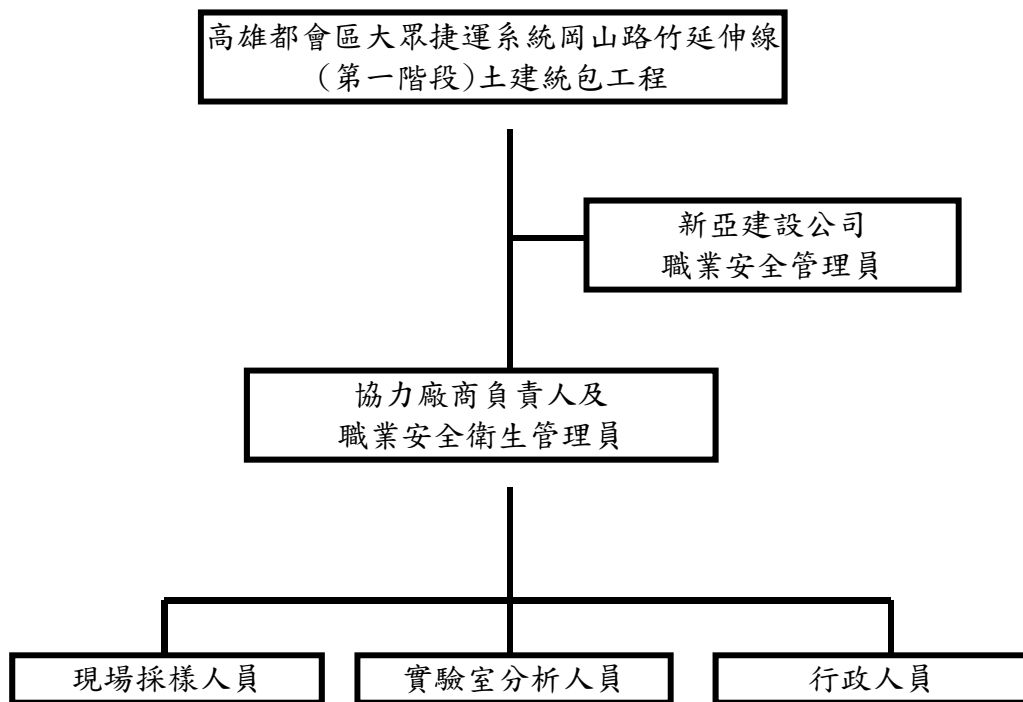 高雄都會區大眾捷運系統岡山路竹延伸線
(第一階段)土建統包工程
新亞建設公司
職業安全管理員
協力廠商負責人及
職業安全衛生管理員
現場採樣人員
實驗室分析人員
行政人員